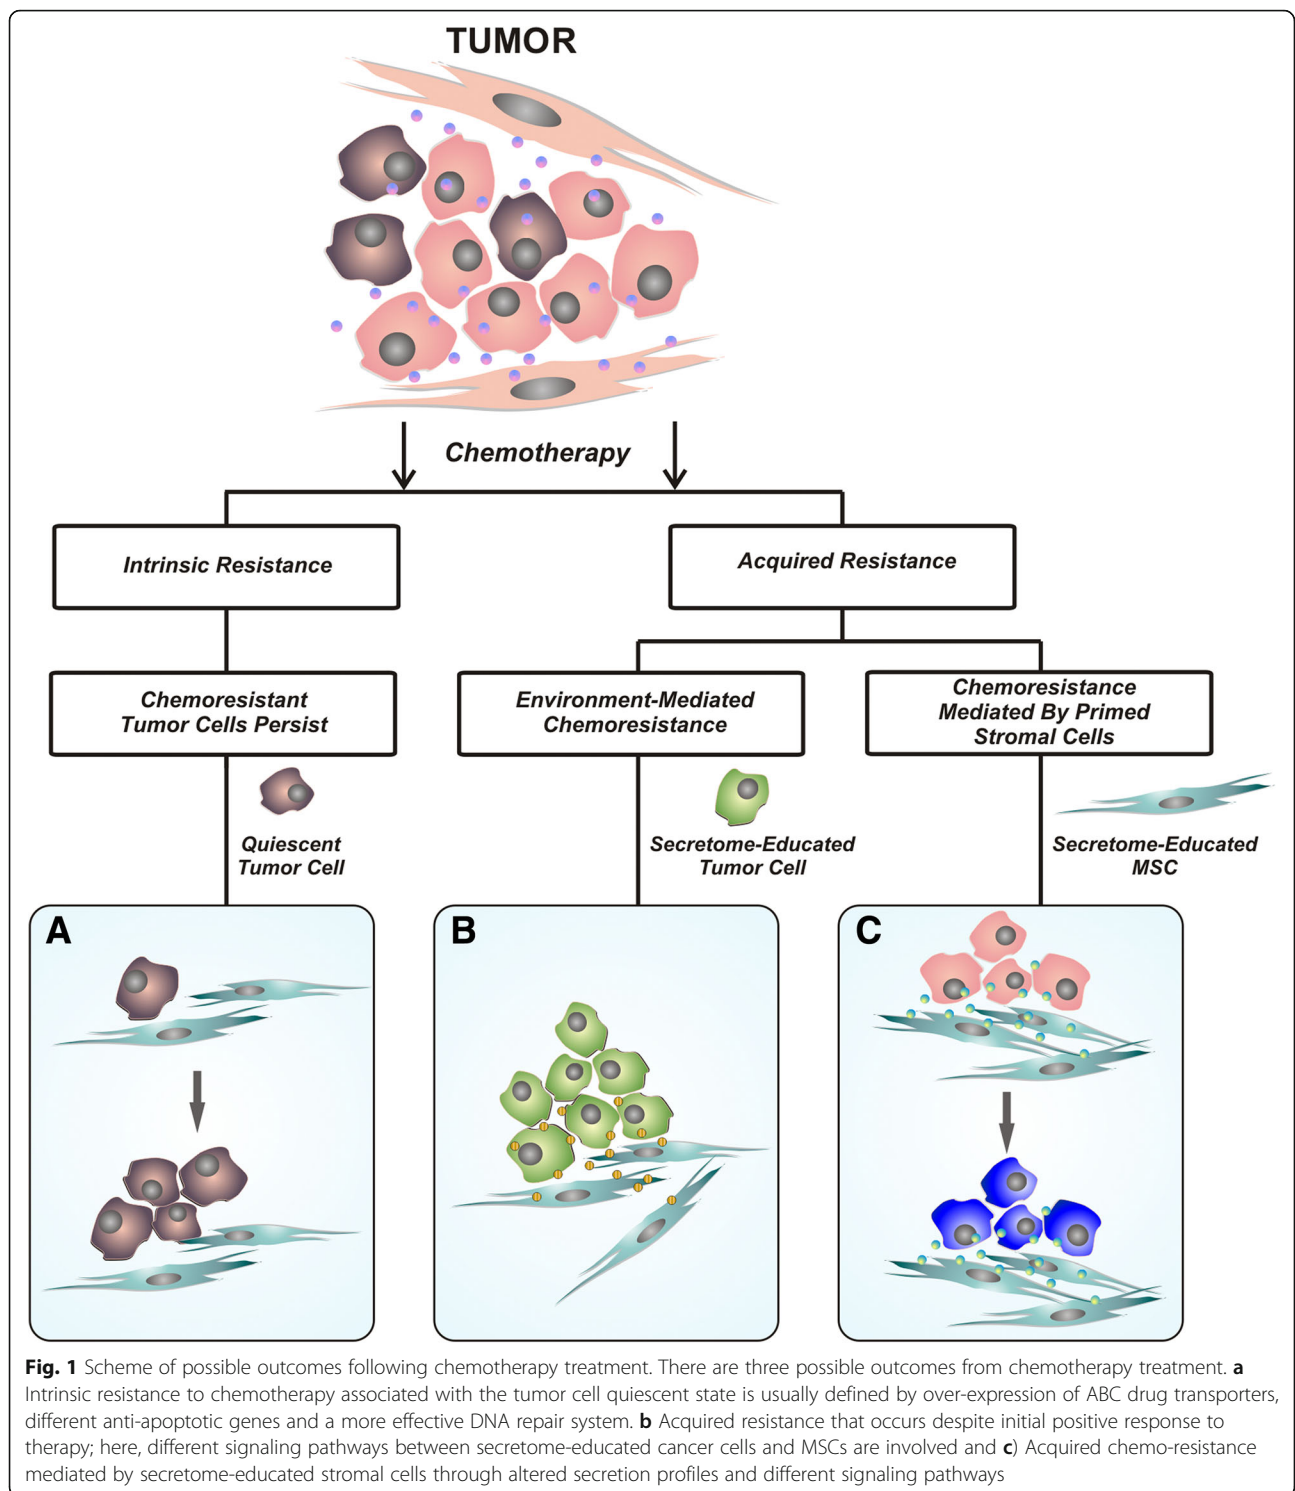 TUMOR
Chemotherapy
Intrinsic Resistance
Acquired Resistance
Chemoresistant
Tumor Cells Persist
Environment-Mediated
Chemoresistance
Chemoresistance
Mediated By Primed
Stromal Cells
Quiescent
Tumor Cell
Secretome-Educated
Tumor Cell
Secretome-Educated
MSC
A
B
C
Fig. 1 Scheme of possible outcomes following chemotherapy treatment. There are three possible outcomes from chemotherapy treatment. a
Intrinsic resistance to chemotherapy associated with the tumor cell quiescent state is usually defined by over-expression of ABC drug transporters,
different anti-apoptotic genes and a more effective DNA repair system. b Acquired resistance that occurs despite initial positive response to
therapy; here, different signaling pathways between secretome-educated cancer cells and MSCs are involved and c) Acquired chemo-resistance
mediated by secretome-educated stromal cells through altered secretion profiles and different signaling pathways